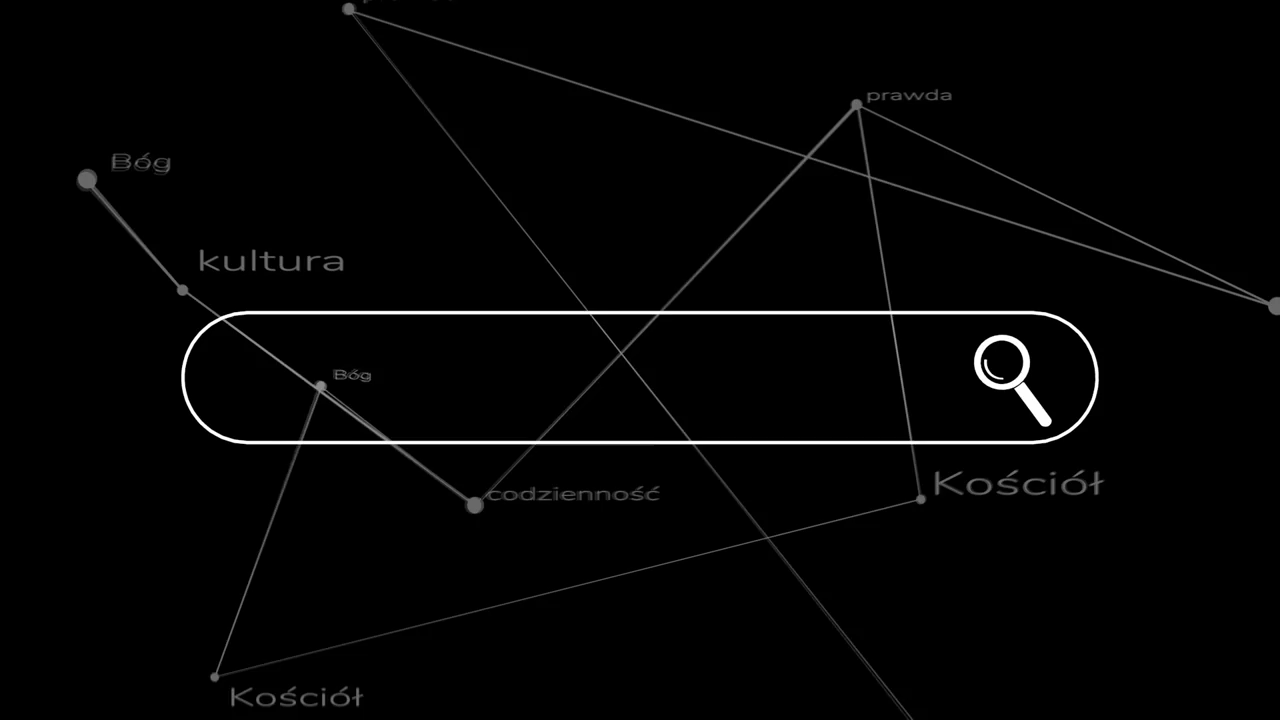 prawda
Bóg
kultura
Bóg
Kościół
codzienność
Kościół